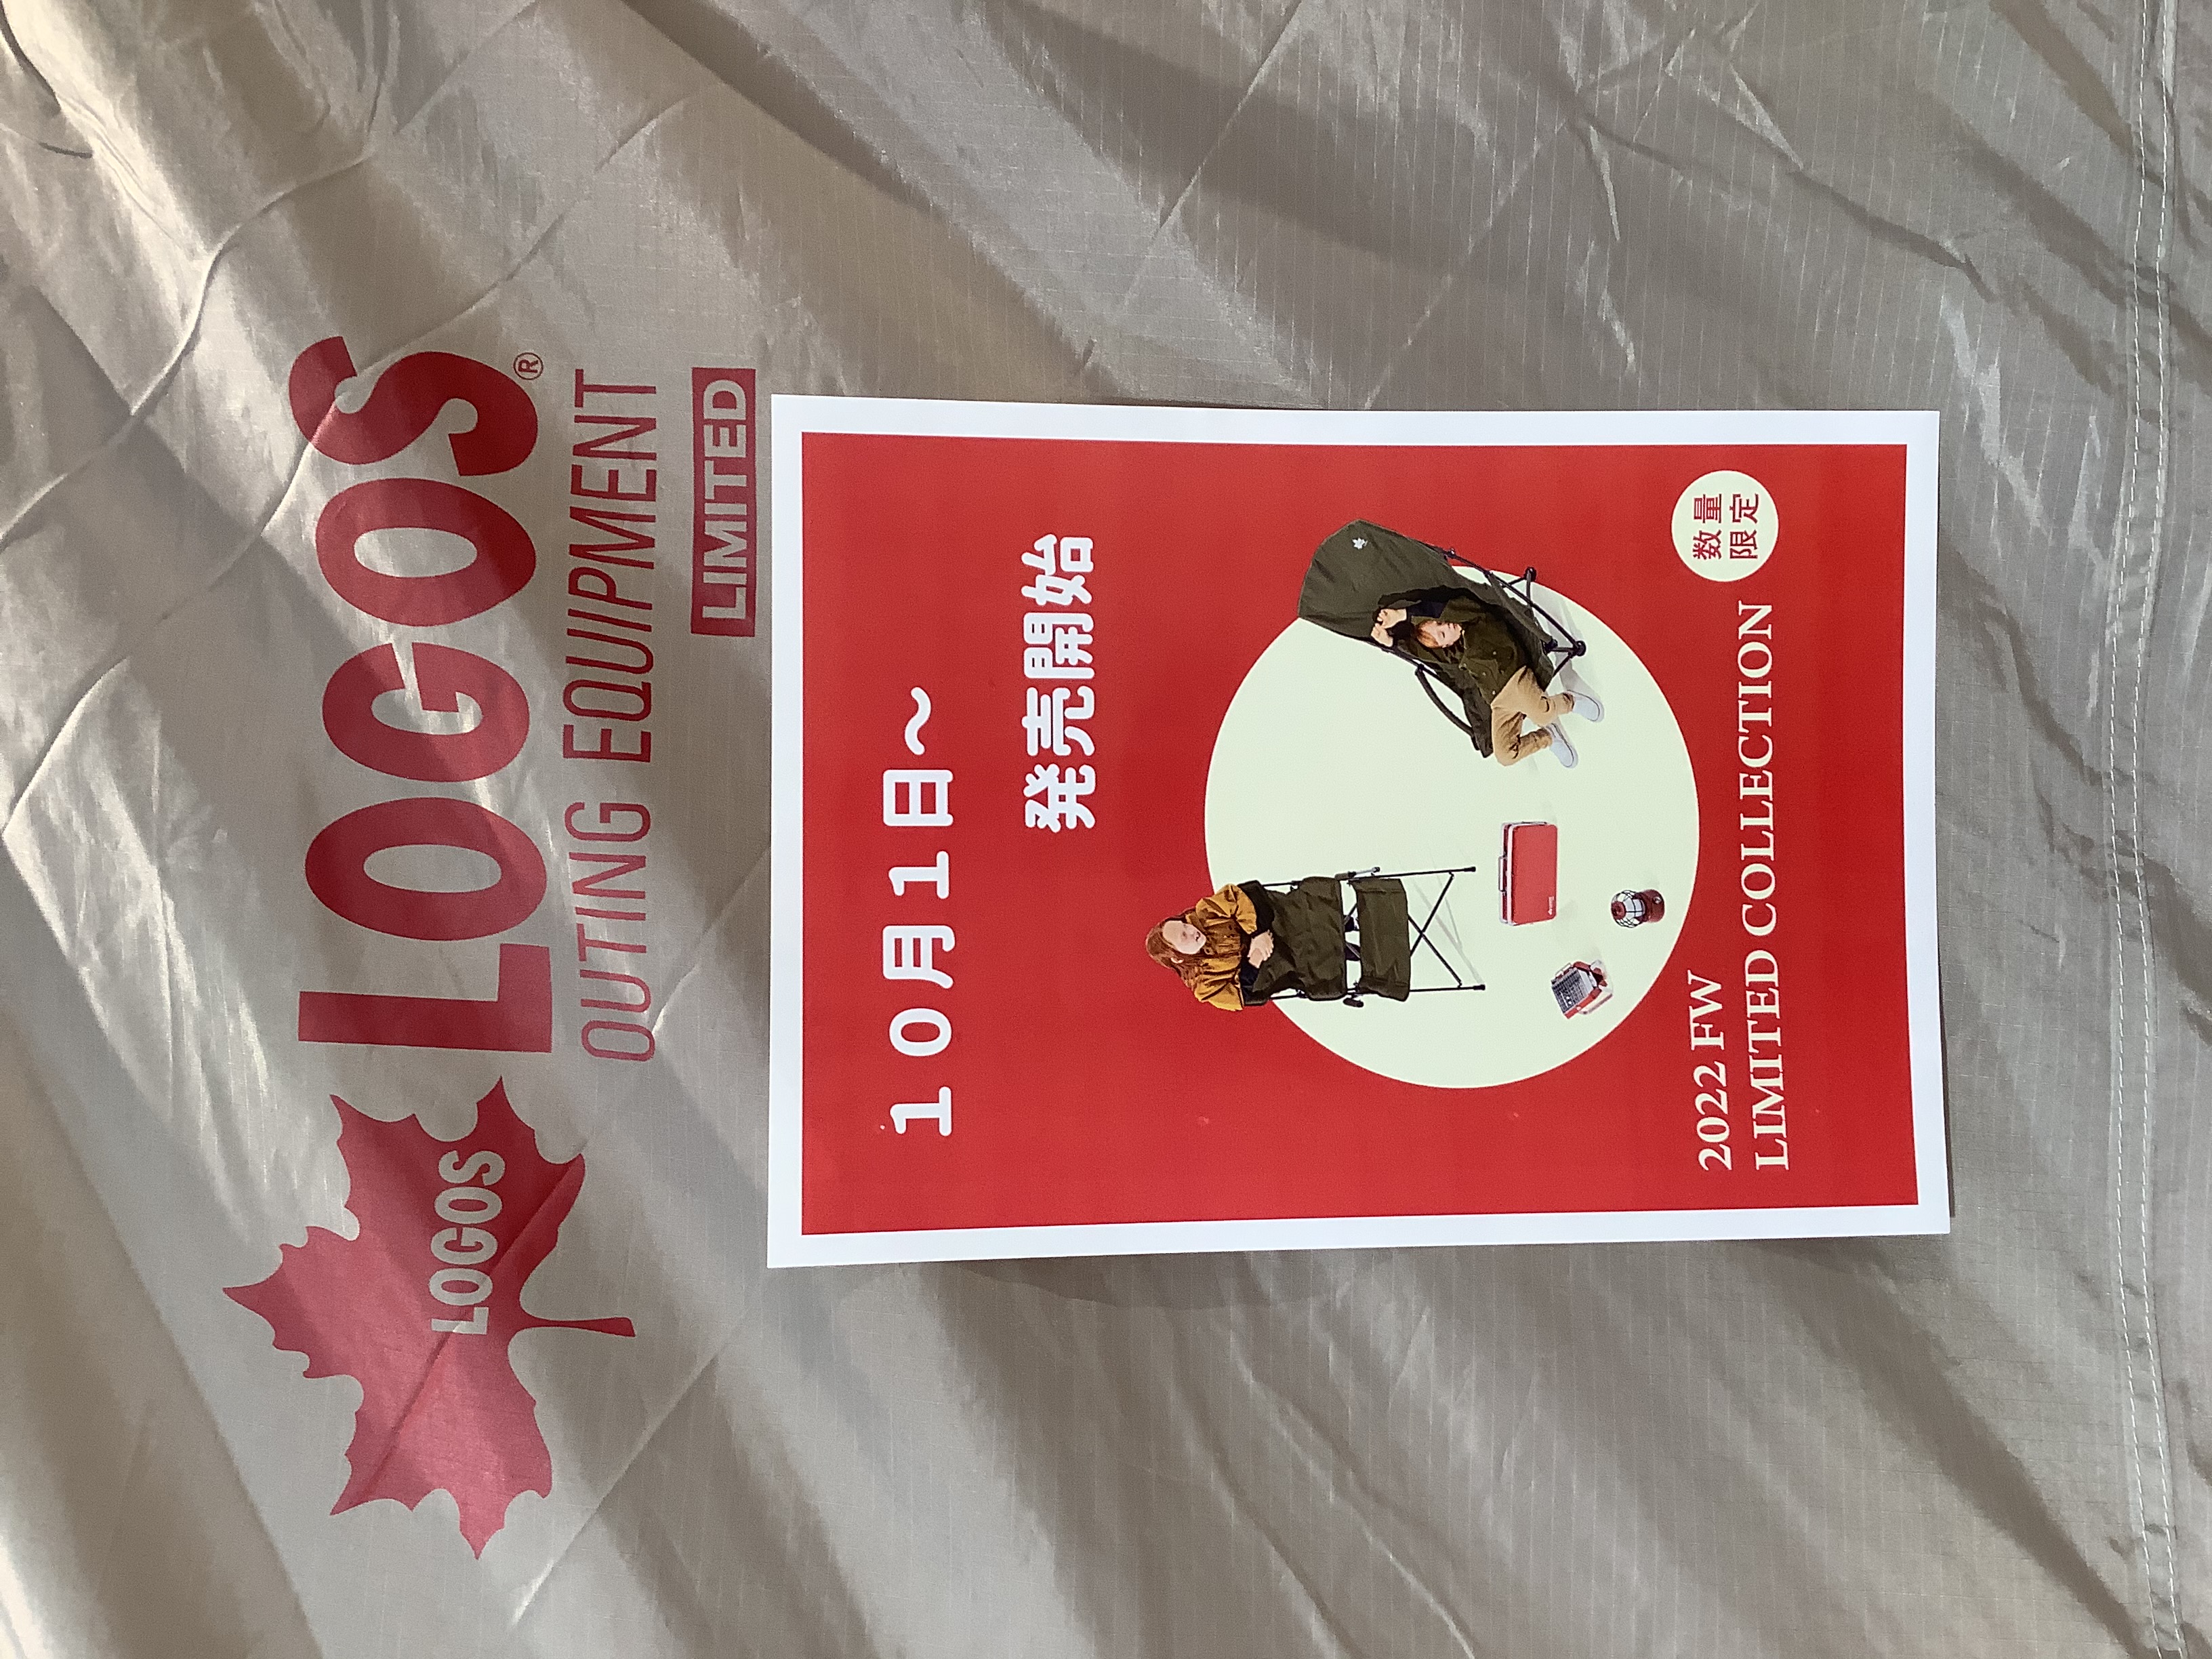 LOGOS
LOGOS®
OUTING EQUIPMENT
LIMITED
10月1日～
発売開始
2022 FW
LIMITED COLLECTION
数量
限定